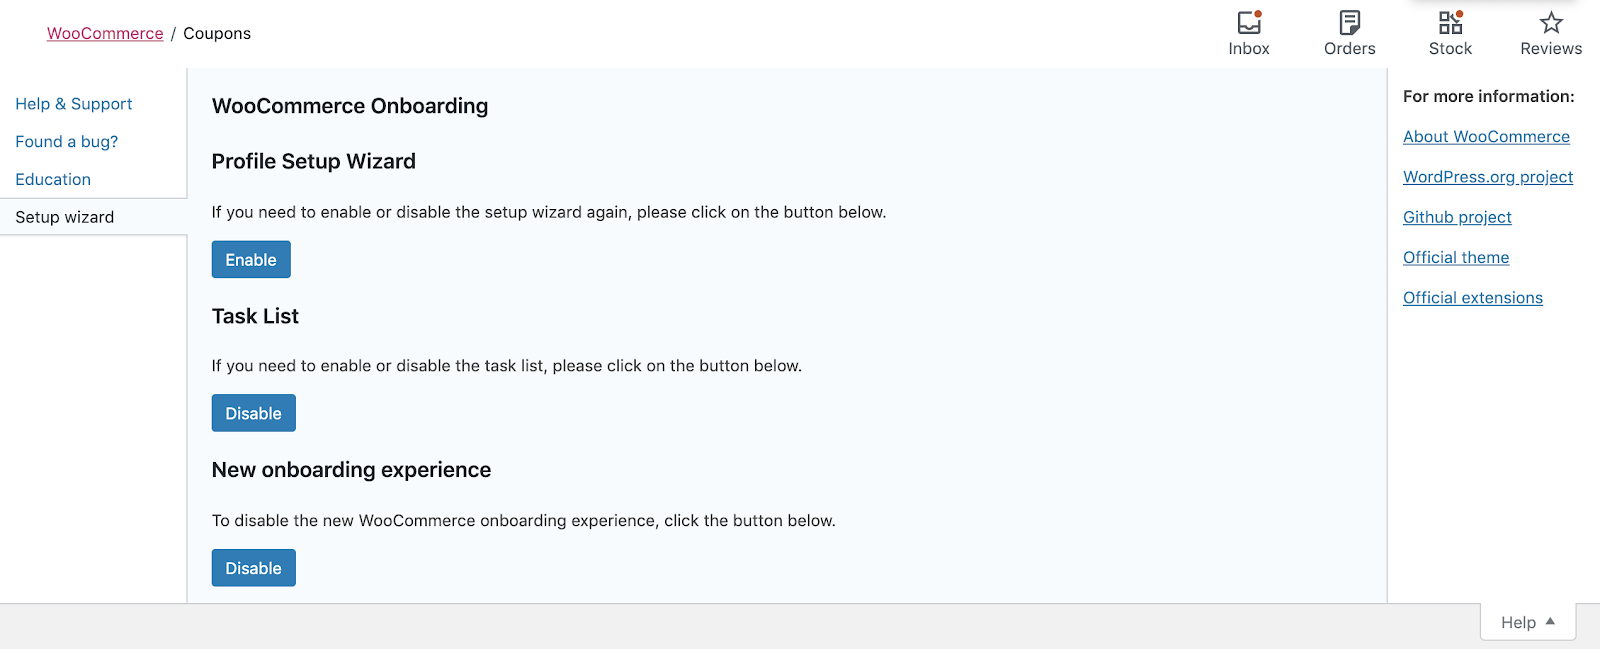 WooCommerce / Coupons
Inbox
Orders
Stock
Reviews
Help & Support
Found a bug?
Education
Setup wizard
WooCommerce Onboarding
Profile Setup Wizard
If you need to enable or disable the setup wizard again, please click on the button below.
Enable
Task List
If you need to enable or disable the task list, please click on the button below.
Disable
New onboarding experience
To disable the new WooCommerce onboarding experience, click the button below.
Disable
For more information:
About WooCommerce
WordPress.org project
Github project
Official theme
Official extensions
Help